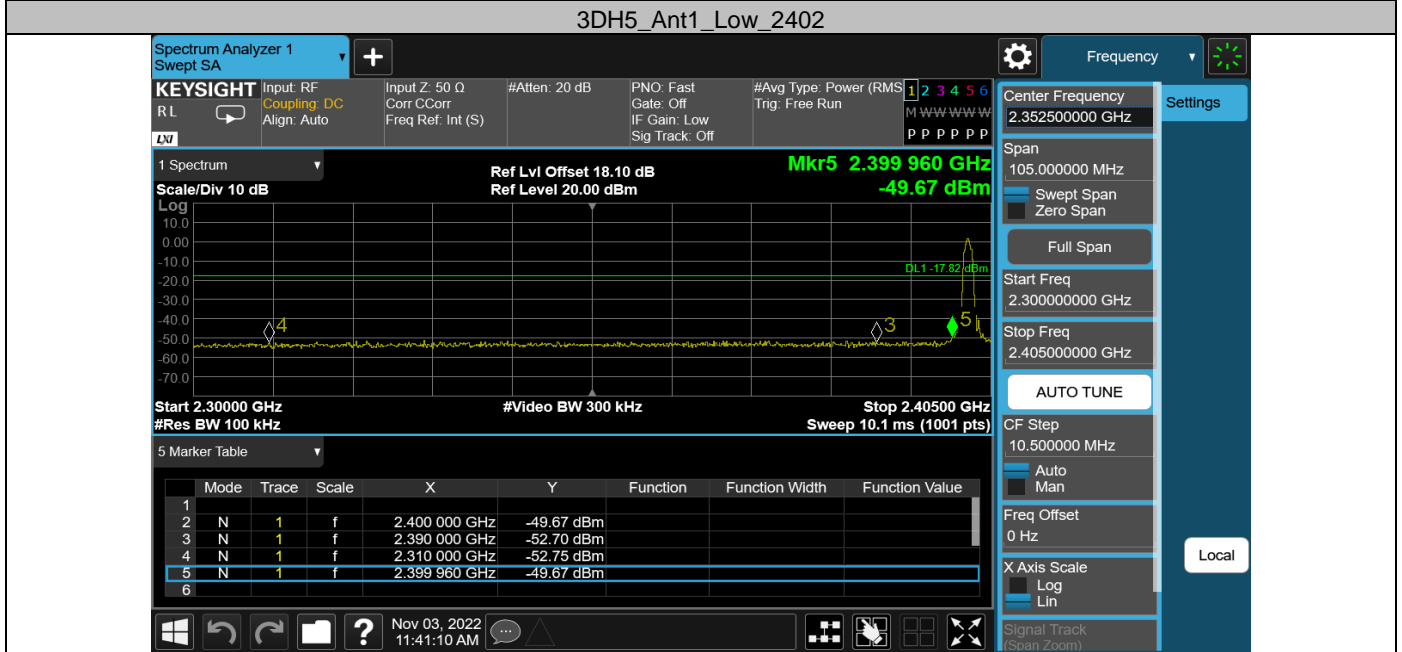 3DH5_Ant1_Low_2402
Spectrum Analyzer 1
Swept SA
+
Frequency
KEYSIGHT
RL
LXI
Input: RF
Coupling: DC
Align: Auto
Input Z: 50 Ω
Corr CCorr
Freq Ref: Int (S)
#Atten: 20 dB
PNO: Fast
Gate: Off
IF Gain: Low
Sig Track: Off
#Avg Type: Power (RMS
Trig: Free Run
1 2 3 4 5 6
M W W W W W
P P P P P P
1 Spectrum
Scale/Div 10 dB
Ref Lvl Offset 18.10 dB
Ref Level 20.00 dBm
Mkr5 2.399 960 GHz
-49.67 dBm
Log
10.0
0.00
-10.0
-20.0
-30.0
-40.0
-50.0
-60.0
-70.0
DL1 -17.82 dBm
4
3
5
Start 2.30000 GHz
#Video BW 300 kHz
Stop 2.40500 GHz
#Res BW 100 kHz
Sweep 10.1 ms (1001 pts)
5 Marker Table
Mode Trace Scale X Y Function Function Width Function Value
1
2 N 1 f 2.400 000 GHz -49.67 dBm
3 N 1 f 2.390 000 GHz -52.70 dBm
4 N 1 f 2.310 000 GHz -52.75 dBm
5 N 1 f 2.399 960 GHz -49.67 dBm
6
?
Nov 03, 2022
11:41:10 AM
Center Frequency
2.352500000 GHz
Settings
Span
105.000000 MHz
Swept Span
Zero Span
Full Span
Start Freq
2.300000000 GHz
Stop Freq
2.405000000 GHz
AUTO TUNE
CF Step
10.500000 MHz
Auto
Man
Freq Offset
0 Hz
X Axis Scale
Log
Lin
Local
Signal Track
(Span Zoom)